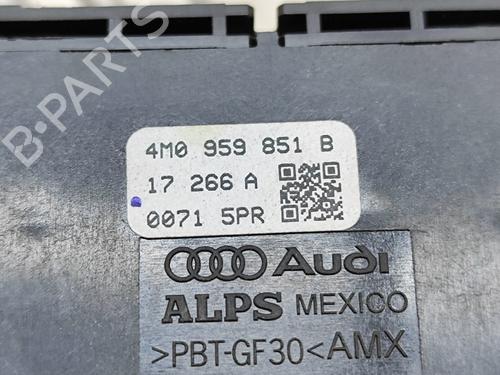 4M0 959 851 B
17 266 A
0071 5PR
Audi
ALPS MEXICO
>PBT-GF30<AMX
B-PARTS